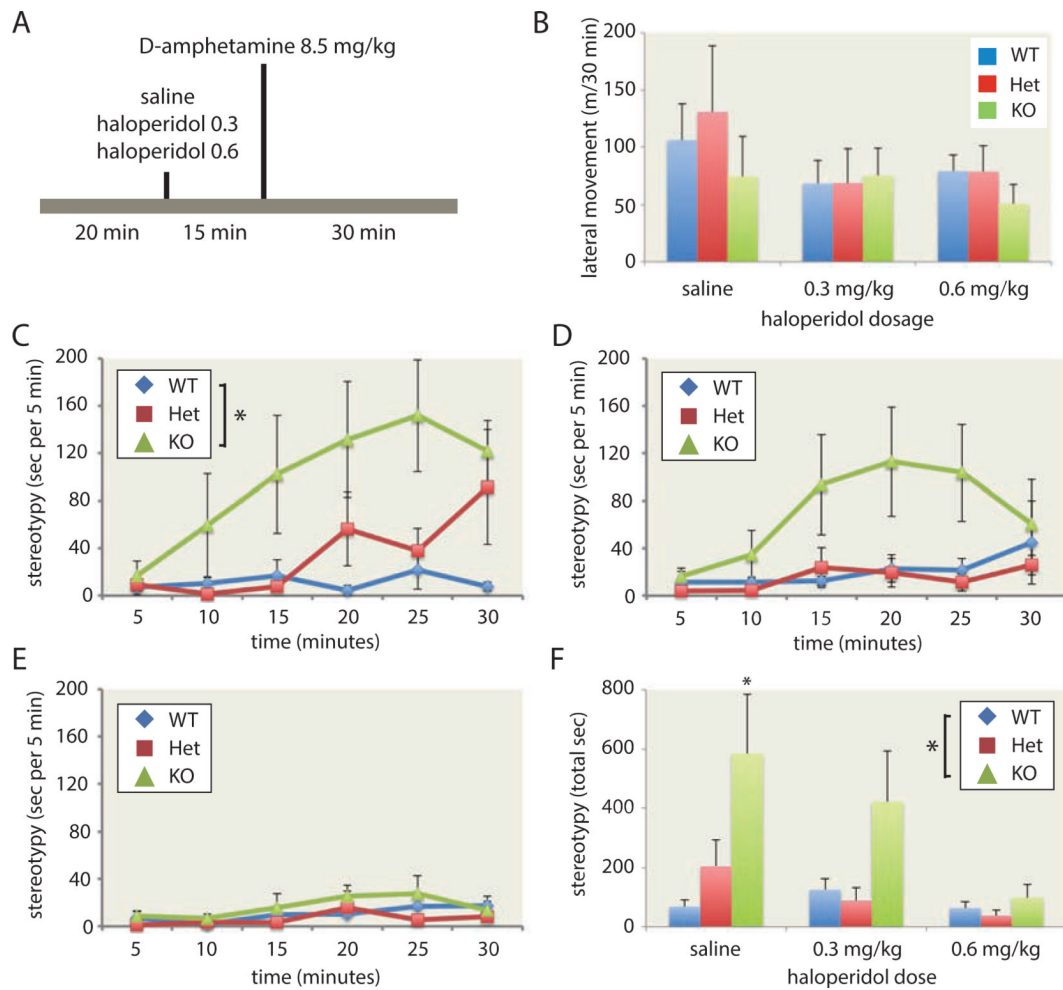 A
D-amphetamine 8.5 mg/kg
saline
haloperidol 0.3
haloperidol 0.6
20 min
15 min
30 min
B
lateral movement (m/30 min)
200
150
100
50
0
WT
Het
KO
saline
0.3 mg/kg
0.6 mg/kg
haloperidol dosage
C
stereotypy (sec per 5 min)
200
160
120
80
40
0
WT
Het
KO
*
5
10
15
20
25
30
time (minutes)
D
stereotypy (sec per 5 min)
200
160
120
80
40
0
WT
Het
KO
5
10
15
20
25
30
time (minutes)
E
stereotypy (sec per 5 min)
200
160
120
80
40
0
WT
Het
KO
5
10
15
20
25
30
time (minutes)
F
stereotypy (total sec)
800
600
400
200
0
*
WT
Het
KO
*
saline
0.3 mg/kg
0.6 mg/kg
haloperidol dose